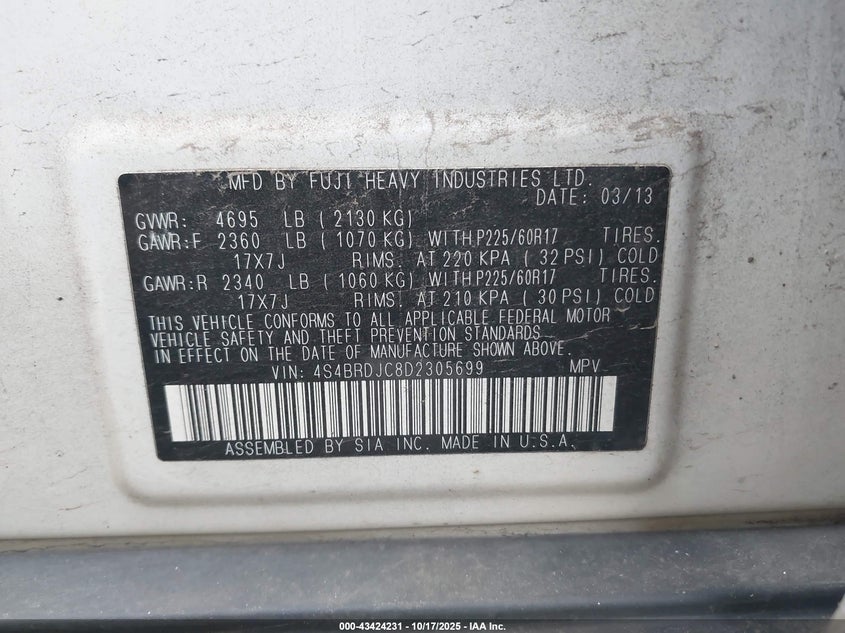 MFD BY FUJI HEAVY INDUSTRIES LTD.
DATE: 03/13
GVWR: 4695 LB ( 2130 KG)
GAWR:F 2360 LB ( 1070 KG) WITH P225/60R17 TIRES.
17X7J RIMS. AT 220 KPA ( 32 PSI) COLD
GAWR:R 2340 LB ( 1060 KG) WITH P225/60R17 TIRES.
17X7J RIMS. AT 210 KPA ( 30 PSI) COLD
THIS VEHICLE CONFORMS TO ALL APPLICABLE FEDERAL MOTOR
VEHICLE SAFETY AND THEFT PREVENTION STANDARDS
IN EFFECT ON THE DATE OF MANUFACTURE SHOWN ABOVE.
VIN: 4S4BRDJC8D2305699 MPV
ASSEMBLED BY SIA INC. MADE IN U.S.A.
000-43424231 - 10/17/2025 - IAA Inc.